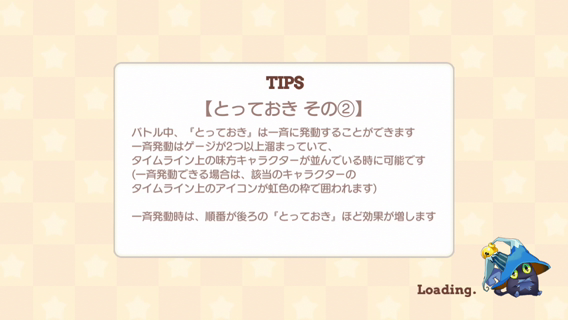 TIPS
【とっておき その②】
バトル中、『とっておき』は一斉に発動することができます
一斉発動はゲージが2つ以上溜まっていて、
タイムライン上の味方キャラクターが並んでいる時に可能です
(一斉発動できる場合は、該当のキャラクターの
タイムライン上のアイコンが虹色の枠で囲われます)
一斉発動時は、順番が後ろの『とっておき』ほど効果が増します
Loading.